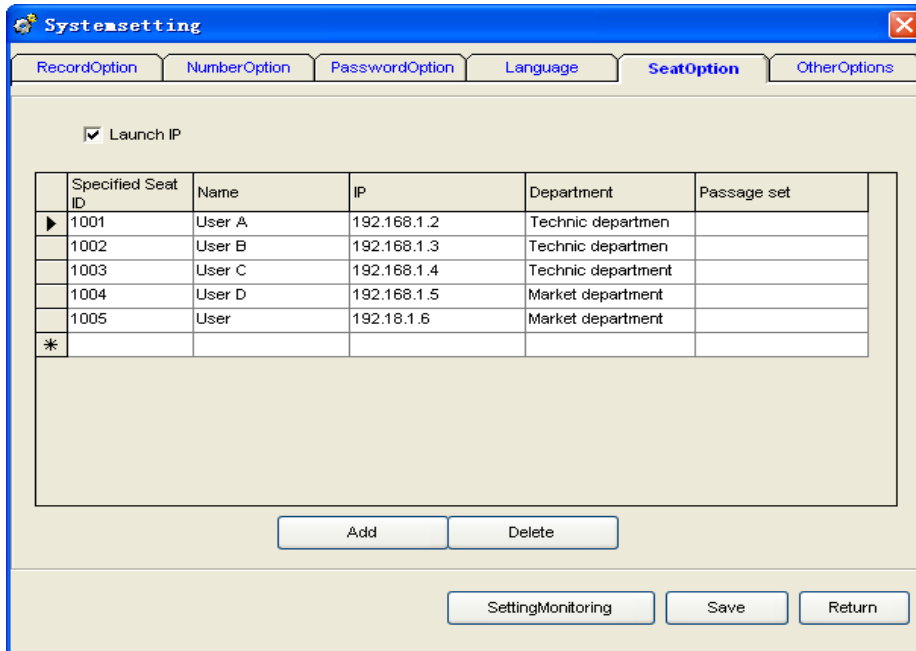 Systemsetting
RecordOption NumberOption PasswordOption Language SeatOption OtherOptions
Launch IP
Specified Seat ID Name IP Department Passage set
1001 User A 192.168.1.2 Technic departmen
1002 User B 192.168.1.3 Technic departmen
1003 User C 192.168.1.4 Technic department
1004 User D 192.168.1.5 Market department
1005 User 192.18.1.6 Market department
Add Delete
SettingMonitoring Save Return